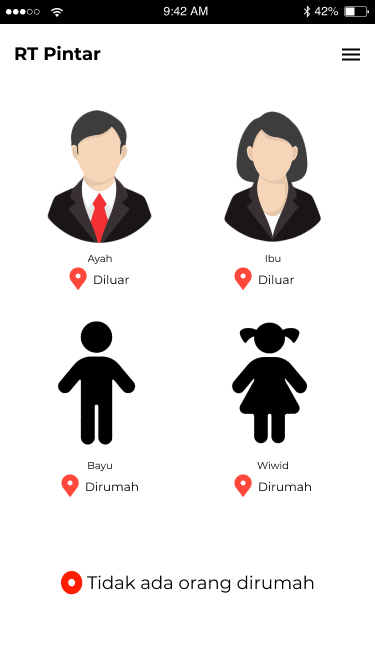 9:42 AM 42%
RT Pintar
Ayah Ibu
Diluar Diluar
Bayu Wiwid
Dirumah Dirumah
Tidak ada orang dirumah